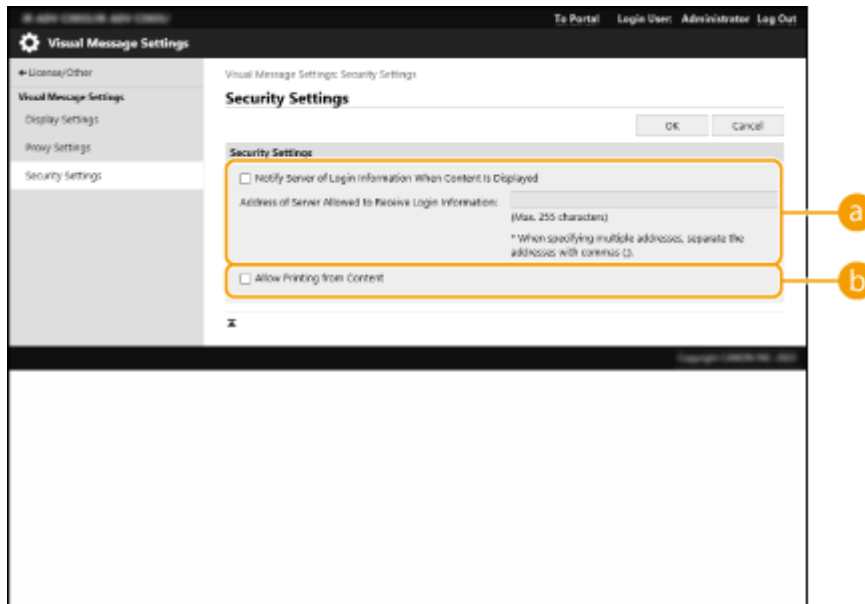 To Portal Login User: Administrator Log Out
Visual Message Settings
License/Other
Visual Message Settings
Display Settings
Proxy Settings
Security Settings
Visual Message Settings: Security Settings
Security Settings
OK Cancel
Security Settings
Notify Server of Login Information When Content Is Displayed
Address of Server Allowed to Receive Login Information:
(Max. 255 characters)
* When specifying multiple addresses, separate the
addresses with commas (,).
a
Allow Printing from Content
b